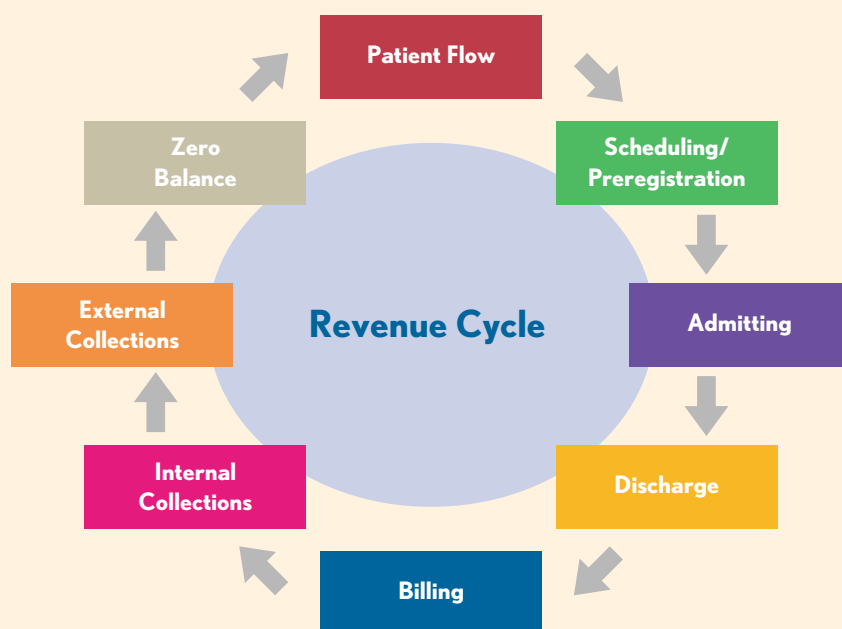 Patient Flow
Scheduling/
Preregistration
Admitting
Discharge
Billing
Internal
Collections
External
Collections
Zero
Balance
Revenue Cycle